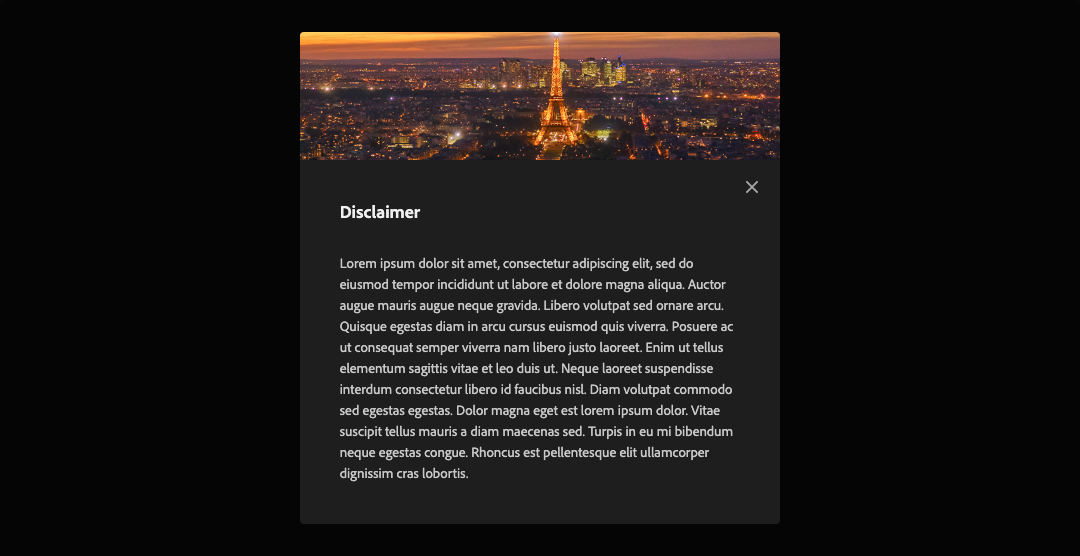 Disclaimer
Lorem ipsum dolor sit amet, consectetur adipiscing elit, sed do
eiusmod tempor incididunt ut labore et dolore magna aliqua. Auctor
augue mauris augue neque gravida. Libero volutpat sed ornare arcu.
Quisque egestas diam in arcu cursus euismod quis viverra. Posuere ac
ut consequat semper viverra nam libero justo laoreet. Enim ut tellus
elementum sagittis vitae et leo duis ut. Neque laoreet suspendisse
interdum consectetur libero id faucibus nisl. Diam volutpat commodo
sed egestas egestas. Dolor magna eget est lorem ipsum dolor. Vitae
suscipit tellus mauris a diam maecenas sed. Turpis in eu mi bibendum
neque egestas congue. Rhoncus est pellentesque elit ullamcorper
dignissim cras lobortis.